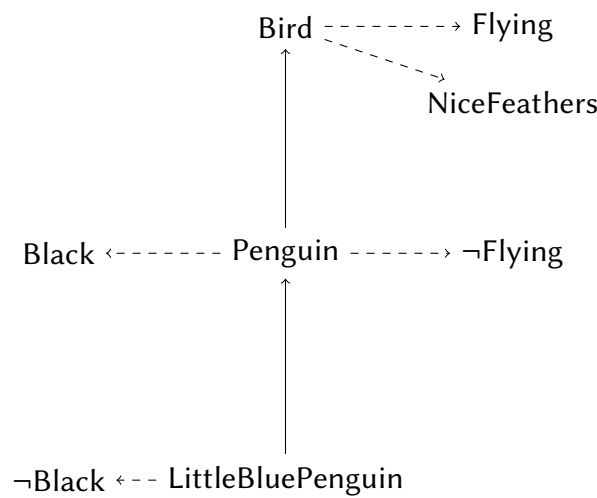 Bird
Flying
NiceFeathers
Black
Penguin
¬Flying
¬Black
LittleBluePenguin